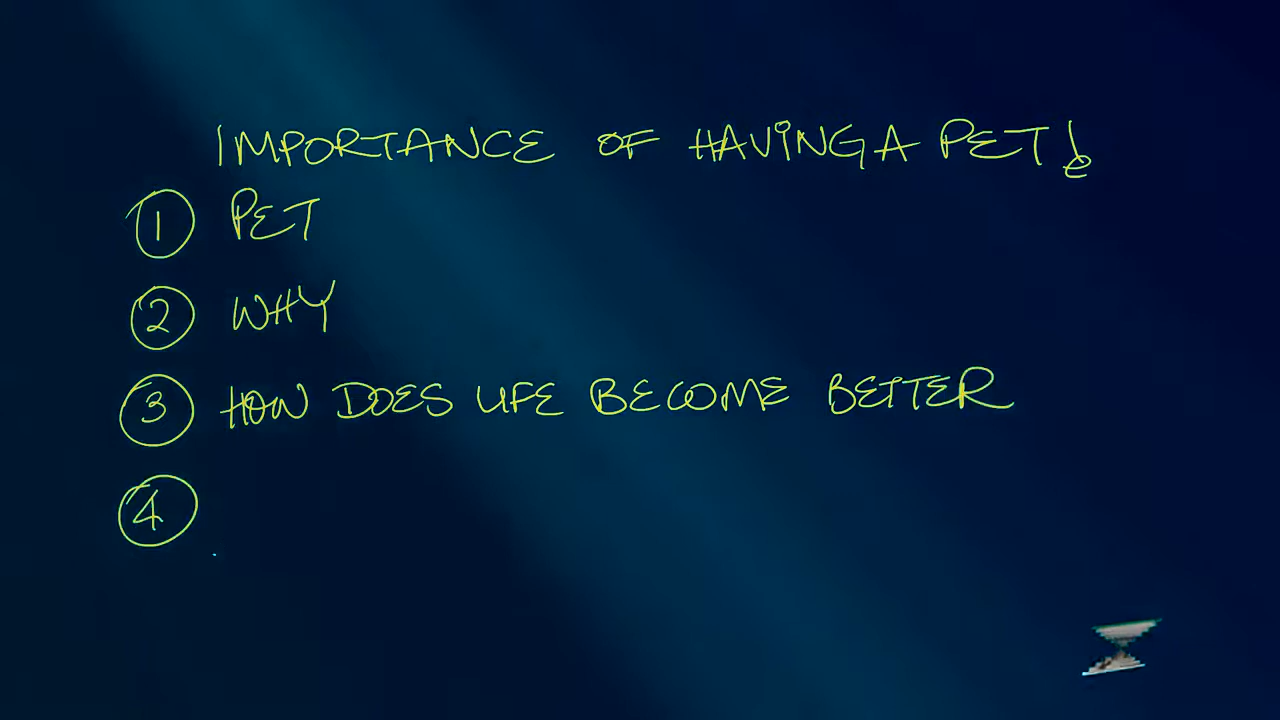 IMPORTANCE OF HAVING A PET!
1 PET
2 WHY
3 HOW DOES LIFE BECOME BETTER
4